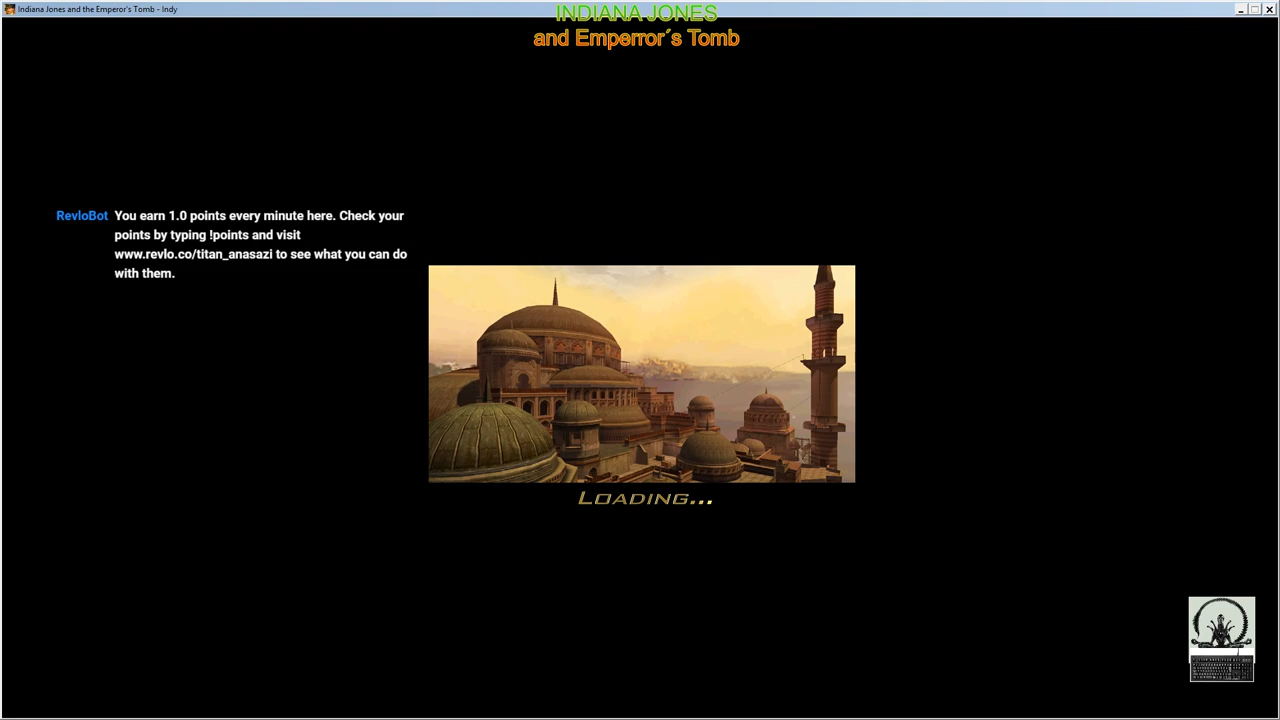 Indiana Jones and the Emperor's Tomb - Indy
INDIANA JONES
and Emperror´s Tomb
RevloBot You earn 1.0 points every minute here. Check your
points by typing !points and visit
www.revlo.co/titan_anasazi to see what you can do
with them.
LOADING...